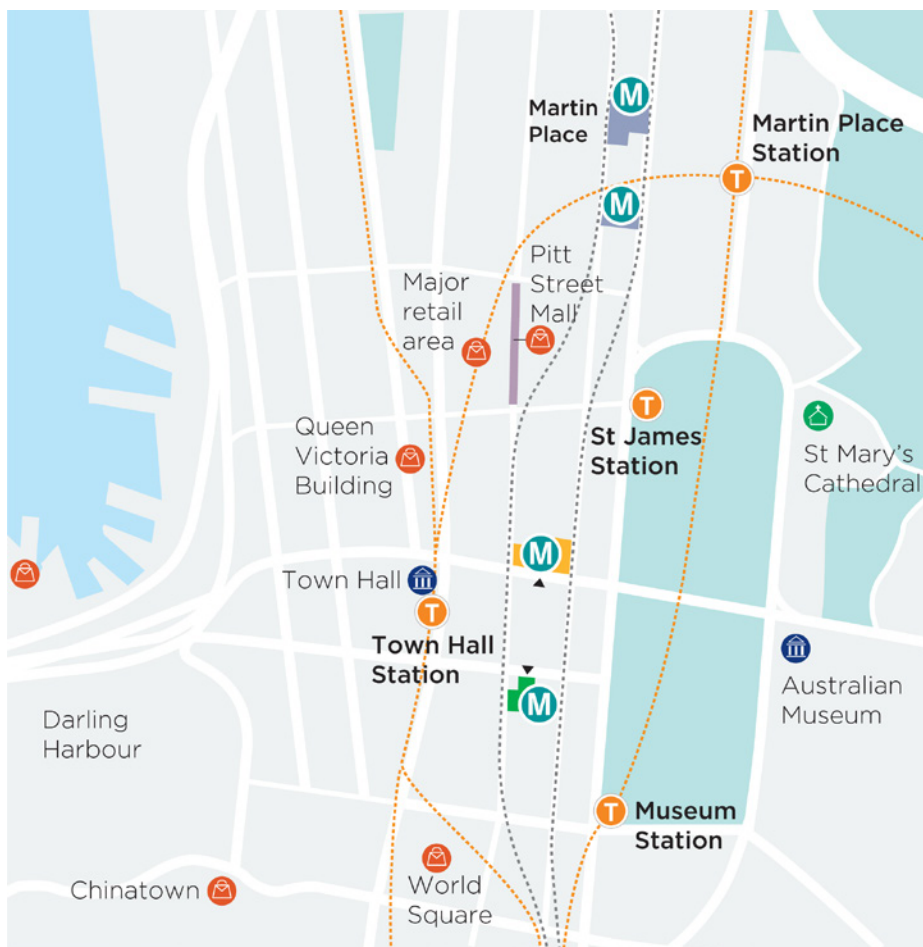 M
Martin
Place
Martin Place
Station
T
M
Pitt
Street
Mall
Major
retail
area
T
St James
Station
Queen
Victoria
Building
St Mary's
Cathedral
M
Town Hall
T
Town Hall
Station
M
Australian
Museum
Darling
Harbour
T
Museum
Station
World
Square
Chinatown